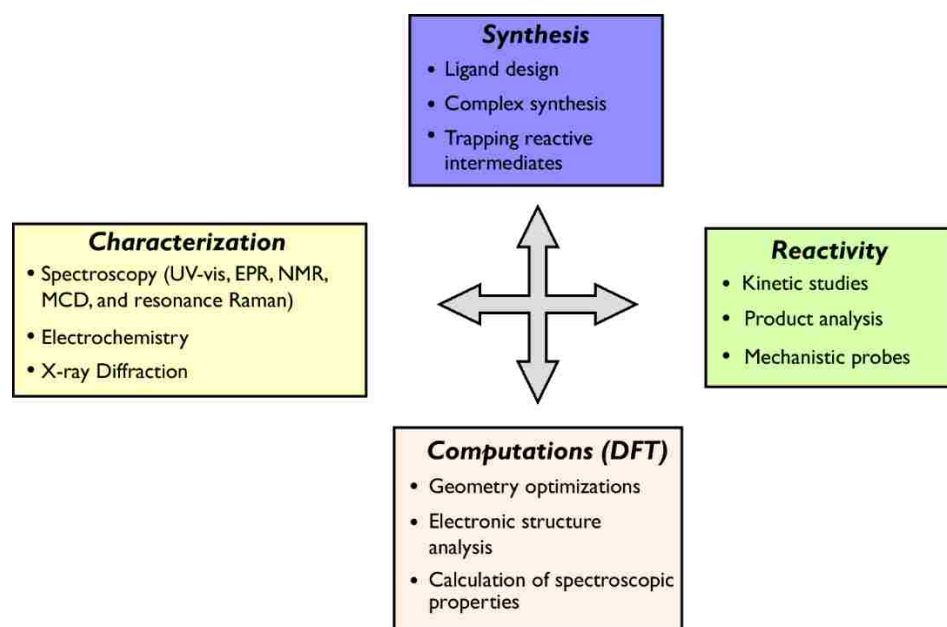 Synthesis
• Ligand design
• Complex synthesis
• Trapping reactive
intermediates
Characterization
• Spectroscopy (UV-vis, EPR, NMR,
MCD, and resonance Raman)
• Electrochemistry
• X-ray Diffraction
Reactivity
• Kinetic studies
• Product analysis
• Mechanistic probes
Computations (DFT)
• Geometry optimizations
• Electronic structure
analysis
• Calculation of spectroscopic
properties